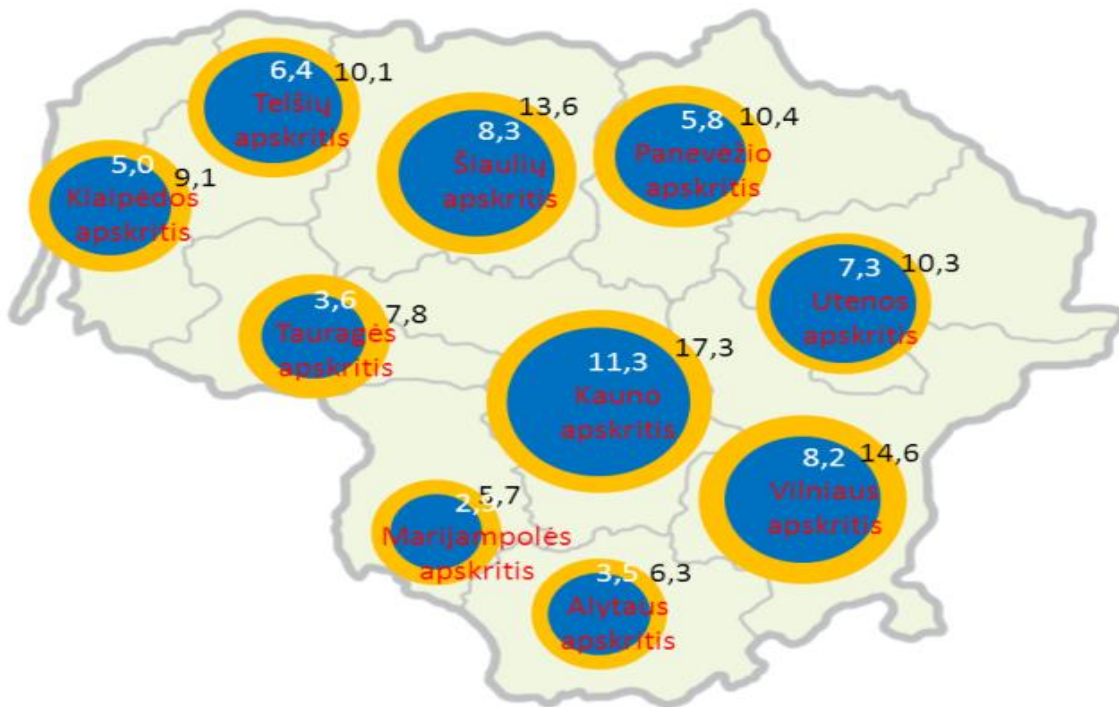 6,4
10,1
Telšių
apskritis
8,3
13,6
Šiaulių
apskritis
5,8
10,4
Panevėžio
apskritis
5,0
9,1
Klaipėdos
apskritis
7,3
10,3
Utenos
apskritis
3,6
7,8
Tauragės
apskritis
11,3
17,3
Kauno
apskritis
8,2
14,6
Vilniaus
apskritis
5,7
Marijampolės
apskritis
3,5
6,3
Alytaus
apskritis